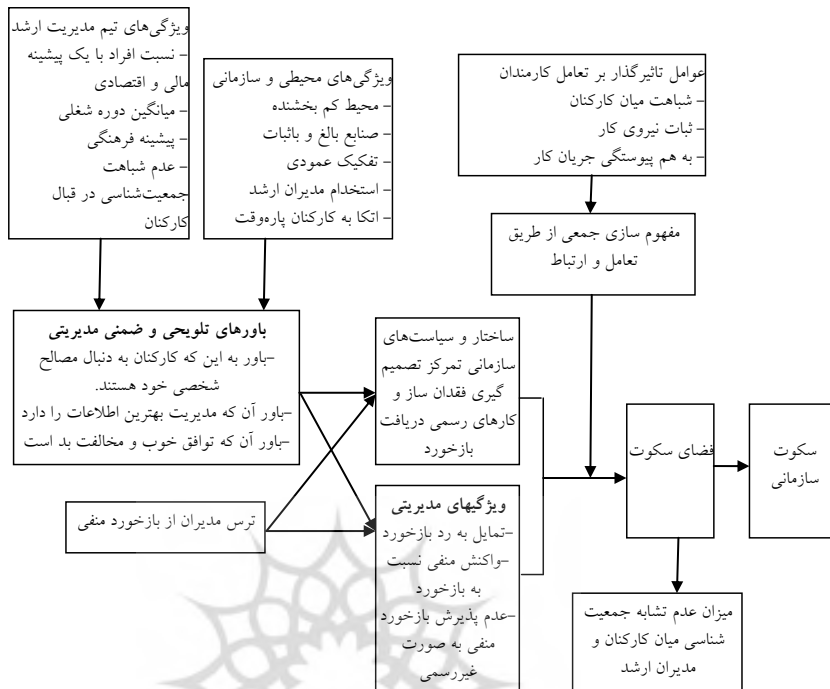 ویژگی‌های تیم مدیریت ارشد
– نسبت افراد با یک پیشینه
مالی و اقتصادی
– میانگین دوره شغلی
– پیشینه فرهنگی
– عدم شباهت
جمعیت‌شناسی در قبال
کارکنان
ویژگی‌های محیطی و سازمانی
– محیط کم بخشنده
– صنایع بالغ و باثبات
– تفکیک عمودی
– استخدام مدیران ارشد
– اتکا به کارکنان پاره‌وقت
عوامل تاثیرگذار بر تعامل کارمندان
– شباهت میان کارکنان
– ثبات نیروی کار
– به هم پیوستگی جریان کار
مفهوم سازی جمعی از طریق
تعامل و ارتباط
باورهای تلویحی و ضمنی مدیریتی
–باور به این که کارکنان به دنبال مصالح
شخصی خود هستند.
–باور آن که مدیریت بهترین اطلاعات را دارد
–باور آن که توافق خوب و مخالفت بد است
ترس مدیران از بازخورد منفی
ساختار و سیاست‌های
سازمانی تمرکز تصمیم
گیری فقدان ساز و
کارهای رسمی دریافت
بازخورد
ویژگیهای مدیریتی
–تمایل به رد بازخورد
–واکنش منفی نسبت
به بازخورد
–عدم پذیرش بازخورد
منفی به صورت
غیررسمی
فضای سکوت
سکوت
سازمانی
میزان عدم تشابه جمعیت
شناسی میان کارکنان و
مدیران ارشد